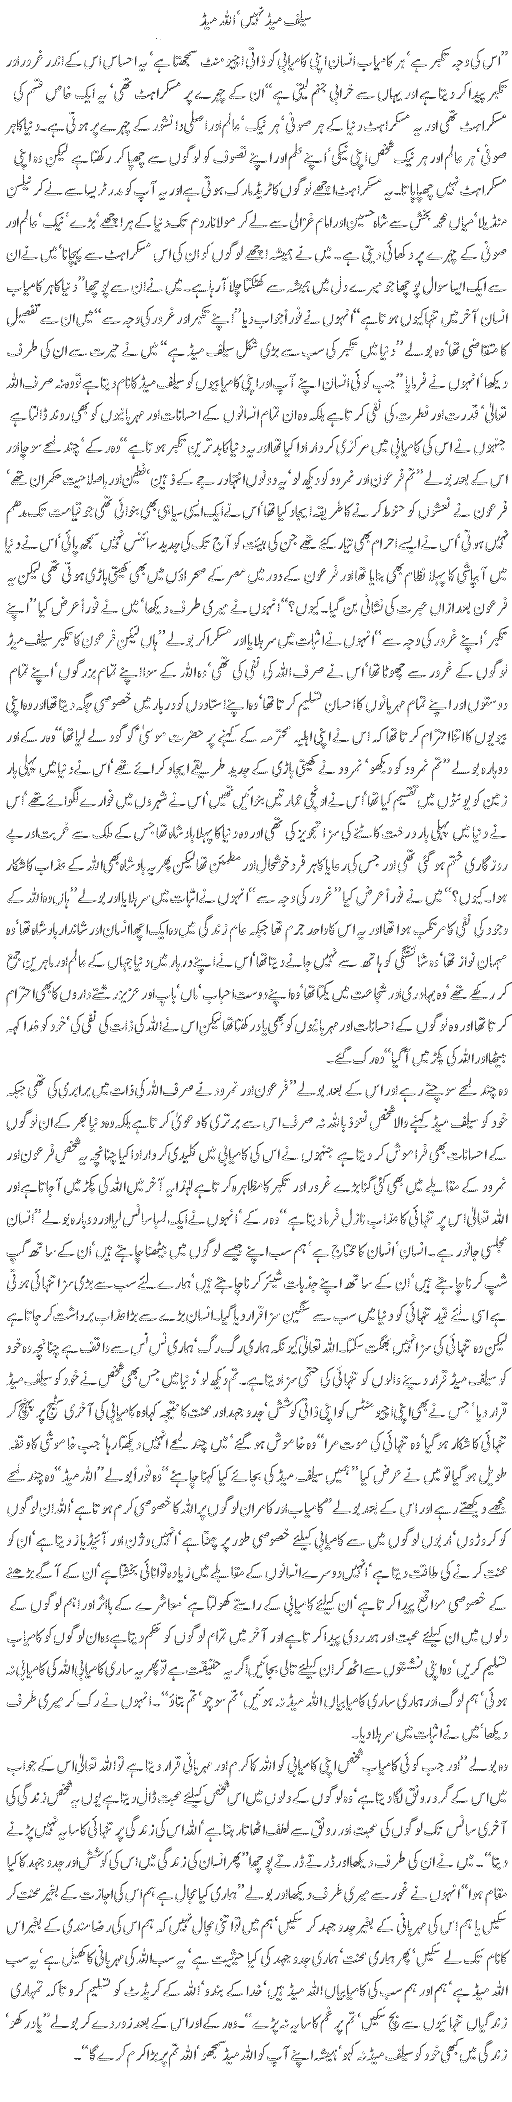 سیلف میڈ نہیں‘ اللہ میڈ
’’اس کی وجہ تکبر ہے‘ ہر کامیاب انسان اپنی کامیابی کو ذاتی اچیومنٹ سمجھتا ہے‘ یہ احساس اس کے اندر غرور اور
تکبر پیدا کر دیتا ہے اور یہاں سے خرابی جنم لیتی ہے‘‘ ان کے چہرے پر مسکراہٹ تھی‘ یہ ایک خاص قسم کی
مسکراہٹ تھی اور یہ مسکراہٹ دنیا کے ہر صوفی‘ ہر نیک‘ عالم اور اصلی دانشور کے چہرے پر ہوتی ہے۔ دنیا کا ہر
صوفی‘ ہر عالم اور ہر نیک شخص اپنی نیکی‘ اپنے علم اور اپنے تصوف کو لوگوں سے چھپا کر رکھتا ہے لیکن وہ اپنی
مسکراہٹ نہیں چھپا پاتا۔ یہ مسکراہٹ اچھے لوگوں کا ٹریڈ مارک ہوتی ہے اور یہ آپ کو مدر ٹریسا سے لے کر نیلسن
منڈیلا‘ میاں محمد بخش سے شاہ حسین اور امام غزالی سے لے کر مولانا روم تک دنیا کے ہر اچھے‘ بڑے‘ نیک‘ عالم اور
صوفی کے چہرے پر دکھائی دیتی ہے۔ میں نے ہمیشہ اچھے لوگوں کو ان کی اس مسکراہٹ سے پہچانا‘ میں نے ان
سے ایک ایسا سوال پوچھا جو میرے دل میں ہمیشہ سے کھٹکتا چلا آ رہا ہے۔ میں نے ان سے پوچھا ’’دنیا کا ہر کامیاب
انسان آخر میں تنہا کیوں ہوتا ہے‘‘ انہوں نے فوراً جواب دیا ’’اپنے تکبر اور غرور کی وجہ سے‘‘ میں ان سے تفصیل
کا متقاضی تھا‘ وہ بولے ’’دنیا میں تکبر کی سب سے بڑی شکل سیلف میڈ ہے‘‘ میں نے حیرت سے ان کی طرف
دیکھا‘ انہوں نے فرمایا ’’جب کوئی انسان اپنے آپ اور اپنی کامیابیوں کو سیلف میڈ کا نام دیتا ہے تو وہ نہ صرف اللہ
تعالیٰ‘ قدرت اور فطرت کی نفی کرتا ہے بلکہ وہ ان تمام انسانوں کے احسانات اور مہربانیوں کو بھی روند ڈالتا ہے
جنہوں نے اس کی کامیابی میں مرکزی کردار ادا کیا تھا اور یہ دنیا کا بدترین تکبر ہوتا ہے‘‘ وہ رکے‘ چند لمحے سوچا اور
اس کے بعد بولے ’’تم فرعون اور نمرود کو دیکھ لو‘ یہ دونوں انتہا درجے کے ذہین‘ فطین اور باصلاحیت حکمران تھے‘
فرعون نے نعشوں کو حنوط کرنے کا طریقہ ایجاد کیا تھا‘ اس نے ایک ایسی سیاہی بھی بنوائی تھی جو قیامت تک مدھم
نہیں ہوتی‘ اس نے ایسے احرام بھی تیار کئے تھے جن کی ہیئت کو آج تک کی جدید سائنس نہیں سمجھ پائی‘ اس نے دنیا
میں آبپاشی کا پہلا نظام بھی بنایا تھا اور فرعون کے دور میں مصر کے صحراؤں میں بھی کھیتی باڑی ہوتی تھی لیکن یہ
فرعون بعد ازاں عبرت کی نشانی بن گیا۔ کیوں؟‘‘ انہوں نے میری طرف دیکھا‘ میں نے فوراً عرض کیا ’’اپنے
تکبر‘ اپنے غرور کی وجہ سے‘‘ انہوں نے اثبات میں سر ہلایا اور مسکرا کر بولے ’’ہاں لیکن فرعون کا تکبر سیلف میڈ
لوگوں کے غرور سے چھوٹا تھا‘ اس نے صرف اللہ کی نفی کی تھی‘ وہ اللہ کے سوا اپنے تمام بزرگوں‘ اپنے تمام
دوستوں اور اپنے تمام مہربانوں کا احسان تسلیم کرتا تھا‘ وہ اپنے استادوں کو دربار میں خصوصی جگہ دیتا تھا اور وہ اپنی
بیویوں کا اتنا احترام کرتا تھا کہ اس نے اپنی اہلیہ محترمہ کے کہنے پر حضرت موسیٰ ؑ کو گود لے لیا تھا‘‘ وہ رکے اور
دوبارہ بولے ’’تم نمرود کو دیکھو‘ نمرود نے کھیتی باڑی کے جدید طریقے ایجاد کرائے تھے‘ اس نے دنیا میں پہلی بار
زمین کو یونٹوں میں تقسیم کیا تھا‘ اس نے اونچی عمارتیں بنوائیں تھیں‘ اس نے شہروں میں فوارے لگوائے تھے‘ اس
نے دنیا میں پہلی بار درخت کاٹنے کی سزا تجویز کی تھی اور وہ دنیا کا پہلا بادشاہ تھا جس کے ملک سے غربت اور بے
روزگاری ختم ہو گئی تھی اور جس کی رعایا کا ہر فرد خوشحال اور مطمئن تھا لیکن پھر یہ بادشاہ بھی اللہ کے عذاب کا شکار
ہوا۔ کیوں؟‘‘ میں نے فوراً عرض کیا ’’غرور کی وجہ سے‘‘ انہوں نے اثبات میں سر ہلایا اور بولے ’’ہاں وہ اللہ کے
وجود کی نفی کا مرتکب ہوا تھا اور یہ اس کا واحد جرم تھا جبکہ عام زندگی میں وہ ایک اچھا انسان اور شاندار بادشاہ تھا‘ وہ
مہمان نواز تھا‘ وہ شائستگی کو ہاتھ سے نہیں جانے دیتا تھا‘ اس نے اپنے دربار میں دنیا جہاں کے عالم اور ماہرین جمع
کر رکھے تھے‘ وہ بہادری اور شجاعت میں یکتا تھا‘ وہ اپنے دوست احباب‘ ماں‘ باپ اور عزیز رشتے داروں کا بھی احترام
کرتا تھا اور وہ لوگوں کے احسانات اور مہربانیوں کو بھی یاد رکھتا تھا لیکن اس نے اللہ کی ذات کی نفی کی‘ خود کو خدا کہہ
بیٹھا اور اللہ کی پکڑ میں آ گیا‘‘ وہ رک گئے۔
وہ چند لمحے سوچتے رہے اور اس کے بعد بولے ’’فرعون اور نمرود نے صرف اللہ کی ذات میں برابری کی تھی جبکہ
خود کو سیلف میڈ کہنے والا شخص نعوذ باللہ نہ صرف اس سے برتری کا دعویٰ کرتا ہے بلکہ وہ دنیا بھر کے ان لوگوں
کے احسانات بھی فراموش کر دیتا ہے جنہوں نے اس کی کامیابی میں کلیدی کردار ادا کیا چنانچہ یہ شخص فرعون اور
نمرود کے مقابلے میں بھی کئی گنا بڑے غرور اور تکبر کا مظاہرہ کرتا ہے لہٰذا یہ آخر میں اللہ کی پکڑ میں آ جاتا ہے اور
اللہ تعالیٰ اس پر تنہائی کا عذاب نازل فرما دیتا ہے‘‘ وہ رکے‘ انہوں نے ایک لمبا سانس لیا اور دوبارہ بولے ’’انسان
مجلسی جانور ہے۔ انسان‘ انسان کا محتاج ہے‘ ہم سب اپنے جیسے لوگوں میں بیٹھنا چاہتے ہیں‘ ان کے ساتھ گپ
شپ کرنا چاہتے ہیں‘ ان کے ساتھ اپنے جذبات شیئر کرنا چاہتے ہیں‘ ہمارے لئے سب سے بڑی سزا تنہائی ہوتی
ہے اسی لئے قید تنہائی کو دنیا میں سب سے سنگین سزا قرار دیا گیا۔ انسان بڑے سے بڑا عذاب برداشت کر جاتا ہے
لیکن وہ تنہائی کی سزا نہیں بھگت سکتا۔ اللہ تعالیٰ کیونکہ ہماری رگ رگ‘ ہماری نس نس سے واقف ہے چنانچہ وہ خود
کو سیلف میڈ قرار دینے والوں کو تنہائی کی حتمی سزا دیتا ہے۔ تم دیکھ لو‘ دنیا میں جس بھی شخص نے خود کو سیلف میڈ
قرار دیا‘ جس نے بھی اپنی اچیومنٹس کو اپنی ذاتی کوشش‘ جدوجہد اور محنت کا نتیجہ کہا وہ کامیابی کی آخری سٹیج پر پہنچ کر
تنہائی کا شکار ہو گیا‘ وہ تنہائی کی موت مرا‘‘ وہ خاموش ہو گئے‘ میں چند لمحے انہیں دیکھتا رہا‘ جب خاموشی کا وقفہ
طویل ہو گیا تو میں نے عرض کیا ’’ہمیں سیلف میڈ کی بجائے کیا کہنا چاہئے‘‘ وہ فوراً بولے ’’اللہ میڈ‘‘ وہ چند لمحے
مجھے دیکھتے رہے اور اس کے بعد بولے ’’کامیاب اور کامران لوگوں پر اللہ کا خصوصی کرم ہوتا ہے‘ اللہ ان لوگوں
کو کروڑوں‘ اربوں لوگوں میں سے کامیابی کیلئے خصوصی طور پر چنتا ہے‘ انہیں وژن اور آئیڈیاز دیتا ہے‘ ان کو
محنت کرنے کی طاقت دیتا ہے‘ انہیں دوسرے انسانوں کے مقابلے میں زیادہ توانائی بخشتا ہے‘ ان کے آگے بڑھنے
کے خصوصی مواقع پیدا کرتا ہے‘ ان کیلئے کامیابی کے راستے کھولتا ہے‘ معاشرے کے بااثر اور اہم لوگوں کے
دلوں میں ان کیلئے محبت اور ہمدردی پیدا کرتا ہے اور آخر میں تمام لوگوں کو حکم دیتا ہے وہ ان لوگوں کو کامیاب
تسلیم کریں‘ وہ اپنی نشستوں سے اٹھ کر ان کیلئے تالی بجائیں‘ اگر یہ حقیقت ہے تو پھر یہ ساری کامیابی اللہ کی کامیابی نہ
ہوئی‘ ہم لوگ اور ہماری ساری کامیابیاں اللہ میڈ نہ ہوئیں‘ تم سوچو‘ تم بتاؤ‘‘۔ انہوں نے رک کر میری طرف
دیکھا‘ میں نے اثبات میں سر ہلا دیا۔
وہ بولے ’’اور جب کوئی کامیاب شخص اپنی کامیابی کو اللہ کا کرم اور مہربانی قرار دیتا ہے تو اللہ تعالیٰ اس کے جواب
میں اس کے گرد رونق لگا دیتا ہے‘ وہ لوگوں کے دلوں میں اس شخص کیلئے محبت ڈال دیتا ہے یوں یہ شخص زندگی کی
آخری سانس تک لوگوں کی محبت اور رونق سے لطف اٹھاتا رہتا ہے‘ اللہ اس کی زندگی پر تنہائی کا سایہ نہیں پڑنے
دیتا‘‘۔ میں نے ان کی طرف دیکھا اور ڈرتے ڈرتے پوچھا ’’پھر انسان کی زندگی میں اس کی کوشش اور جدوجہد کا کیا
مقام ہوا‘‘ انہوں نے غور سے میری طرف دیکھا اور بولے ’’ہماری کیا مجال ہے ہم اس کی اجازت کے بغیر محنت کر
سکیں یا ہم اس کی مہربانی کے بغیر جدوجہد کر سکیں‘ ہم میں تو اتنی مجال نہیں‘ کہ ہم اس کی رضامندی کے بغیر اس
کا نام تک لے سکیں‘ پھر ہماری محنت‘ ہماری جدوجہد کی کیا حیثیت ہے‘ یہ سب اللہ کی مہربانی کا کھیل ہے‘ یہ سب
اللہ میڈ ہے‘ ہم اور ہم سب کی کامیابیاں اللہ میڈ ہیں‘ خدا کے بندو‘ اللہ کے کریڈٹ کو تسلیم کرو تا کہ تمہاری
زندگیاں تنہائیوں سے بچ سکیں‘ تم پر غم کا سایہ نہ پڑے‘‘۔ وہ رکے اور اس کے بعد زور دے کر بولے ’’یاد رکھو‘
زندگی میں کبھی خود کو سیلف میڈ نہ کہو‘ ہمیشہ اپنے آپ کو اللہ میڈ سمجھو‘ اللہ تم پر بڑا کرم کرے گا‘‘۔